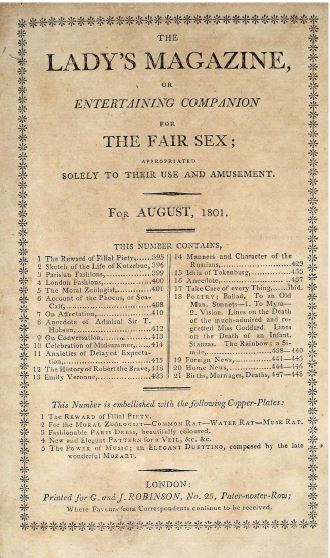 THE
LADY'S MAGAZINE,
OR
ENTERTAINING COMPANION
FOR
THE FAIR SEX;
APPROPRIATED
SOLELY TO THEIR USE AND AMUSEMENT.
FOR AUGUST, 1801.
THIS NUMBER CONTAINS,
1 The Reward of Filial Piety,.....395
2 Sketch of the Life of Kotzebue, 396
3 Parisian Fashions, 399
4 London Fashions, 400
5 The Moral Zoologist, 401
6 Account of the Phocus, or Sea-
Calf, 408
7 On Affectation, 410
8 Anecdote of Admiral Sir T.
Hobson, 412
9 On Conversation, 413
10 Celebration of Midsummer, 414
11 Anxieties of Delayed Expecta-
tion, 415
12 The History of Robert the Brave, 418
13 Emily Veronne, 423
14 Manners and Character of the
Russians, 429
15 Idda of Tokenburg, 433
16 Anecdote, 437
17 Take Care of every Thing, ibid.
18 POETRY; Ballad. To an Old
Man. Sonnets—1. To Myra—
2. Vision. Lines on the Death
of the much-admired and re-
gretted Miss Goddard. Lines
on the Death of an Infant.
Stanzas. The Rainbow; a Si-
mile, 438—440
19 Foreign News, 441—443
20 Home News, 444—446
21 Births, Marriages, Deaths, 447—448
This Number is embellished with the following Copper-Plates:
1 THE REWARD OF FILIAL PIETY.
2 For the MORAL ZOOLOGIST—COMMON RAT—WATER RAT—MUSK RAT.
3 Fashionable PARIS DRESS, beautifully coloured.
4 New and Elegant PATTERN for a VEIL, &c. &c.
5 The POWER OF MUSIC; an ELEGANT DUETTINO, composed by the late
wonderful MOZART.
LONDON:
Printed for G. and J. ROBINSON, No. 25, Pater-noster-Row;
Where Favours from Correspondents continue to be received.